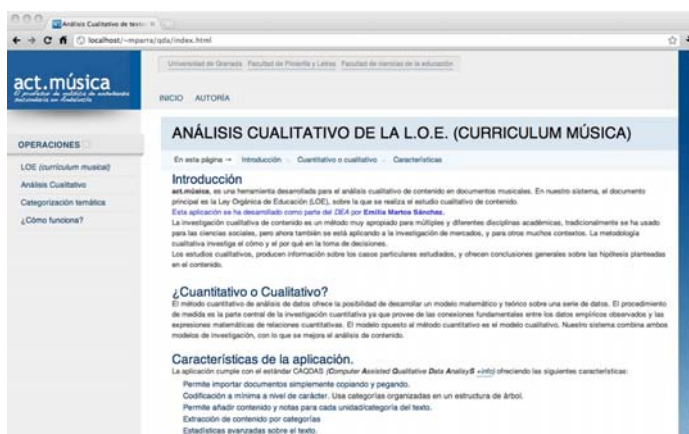 Análisis Cualitativo de texto
localhost/~mparra/qda/index.html
Universidad de Granada Facultad de Filosofía y Letras Facultad de ciencias de la educación
act.música
El profesor de música de enseñanza
secundaria en Andalucía
INICIO AUTORÍA
OPERACIONES
LOE (curriculum musical)
Análisis Cualitativo
Categorización temática
¿Cómo funciona?
ANÁLISIS CUALITATIVO DE LA L.O.E. (CURRICULUM MÚSICA)
En esta página → Introducción Cuantitativo o cualitativo Características
Introducción
act.música, es una herramienta desarrollada para el análisis cualitativo de contenido en documentos musicales. En nuestro sistema, el documento
principal es la Ley Orgánica de Educación (LOE), sobre la que se realiza el estudio cualitativo de contenido.
Esta aplicación se ha desarrollado como parte del DEA por Emilia Martos Sánchez.
La investigación cualitativa de contenido es un método muy apropiado para múltiples y diferentes disciplinas académicas, tradicionalmente se ha usado
para las ciencias sociales, pero ahora también se está aplicando a la investigación de mercados, y para otros muchos contextos. La metodología
cualitativa investiga el cómo y el por qué en la toma de decisiones.
Los estudios cualitativos, producen información sobre los casos particulares estudiados, y ofrecen conclusiones generales sobre las hipótesis planteadas
en el contenido.
¿Cuantitativo o Cualitativo?
El método cuantitativo de análisis de datos ofrece la posibilidad de desarrollar un modelo matemático y teórico sobre una serie de datos. El procedimiento
de medida es la parte central de la investigación cuantitativa ya que provee de las conexiones fundamentales entre los datos empíricos observados y las
expresiones matemáticas de relaciones cuantitativas. El modelo opuesto al método cuantitativo es el modelo cualitativo. Nuestro sistema combina ambos
modelos de investigación, con lo que se mejora el análisis de contenido.
Características de la aplicación.
La aplicación cumple con el estándar CAQDAS (Computer Assisted Qualitative Data AnalisyS +info) ofreciendo las siguientes características:
Permite importar documentos simplemente copiando y pegando.
Codificación a mínima a nivel de carácter. Usa categorías organizadas en un estructura de árbol.
Permite añadir contenido y notas para cada unidad/categoría del texto.
Extracción de contenido por categorías
Estadísticas avanzadas sobre el texto.